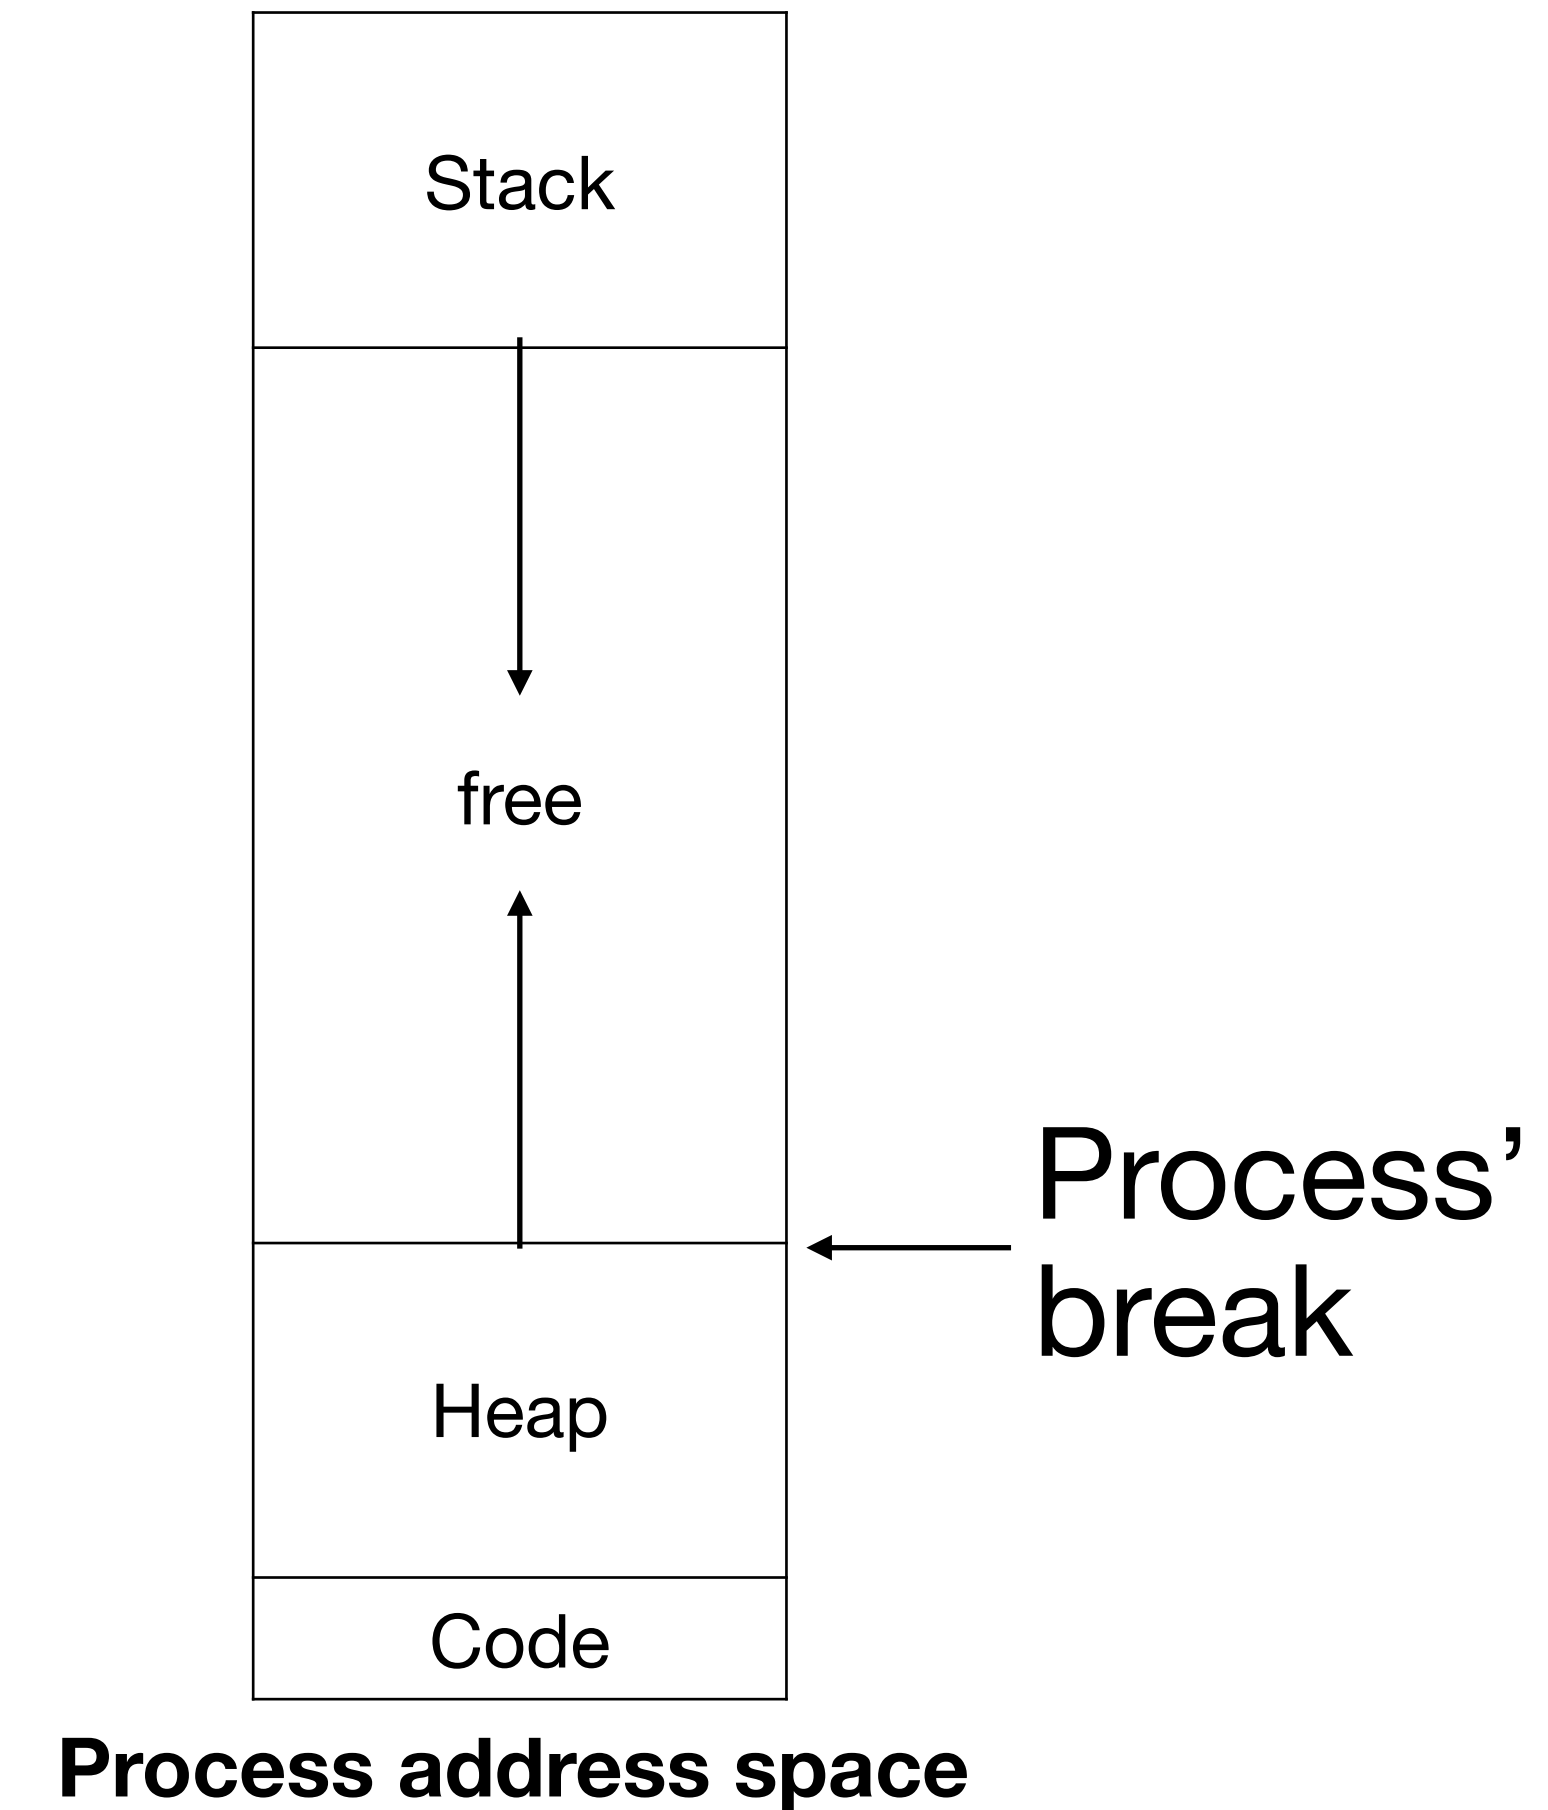 Stack
free
Process’
break
Heap
Code
Process address space